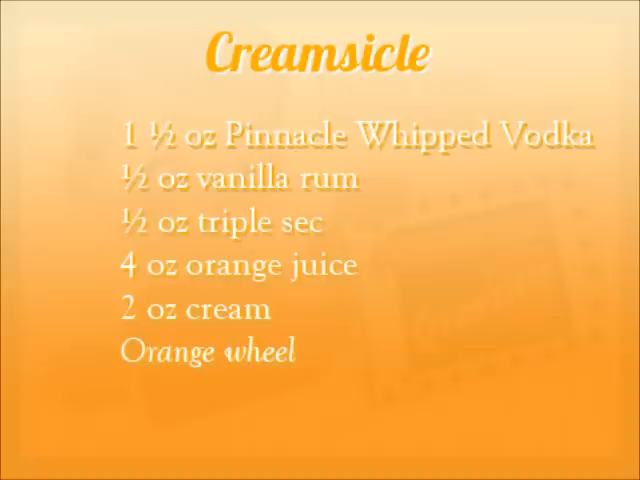 Creamsicle
1 ½ oz Pinnacle Whipped Vodka
½ oz vanilla rum
½ oz triple sec
4 oz orange juice
2 oz cream
Orange wheel